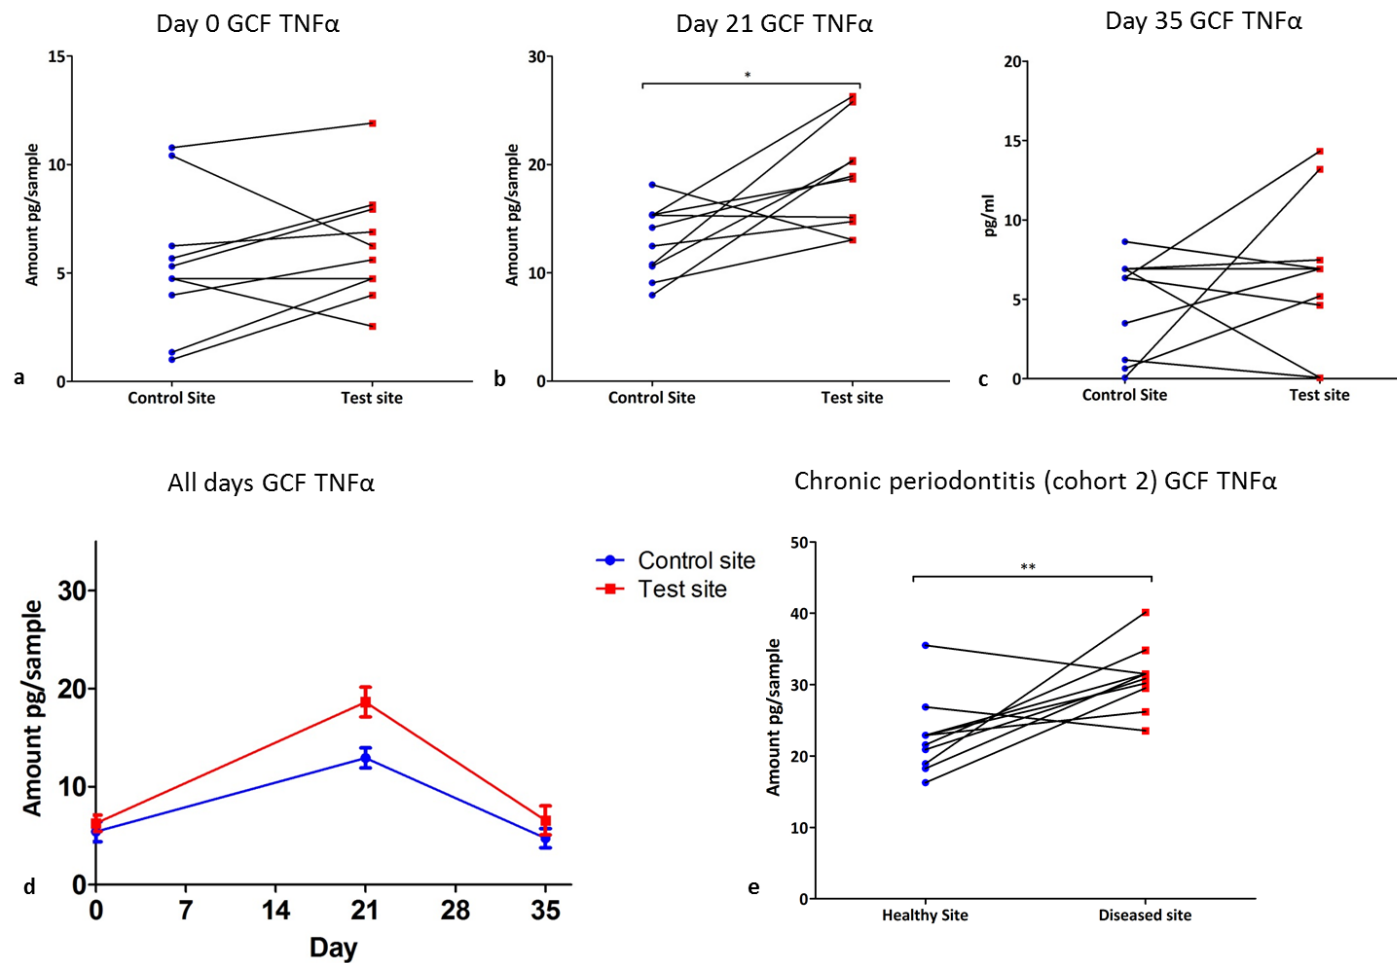 Day 0 GCF TNFα
15
10
5
0
Amount pg/sample
Control Site
Test site
a
Day 21 GCF TNFα
30
20
10
0
Amount pg/sample
*
Control Site
Test site
b
Day 35 GCF TNFα
20
15
10
5
0
pg/ml
Control Site
Test site
c
All days GCF TNFα
30
20
10
0
Amount pg/sample
0 7 14 21 28 35
Day
d
Control site
Test site
Chronic periodontitis (cohort 2) GCF TNFα
50
40
30
20
10
0
Amount pg/sample
**
Healthy Site
Diseased site
e